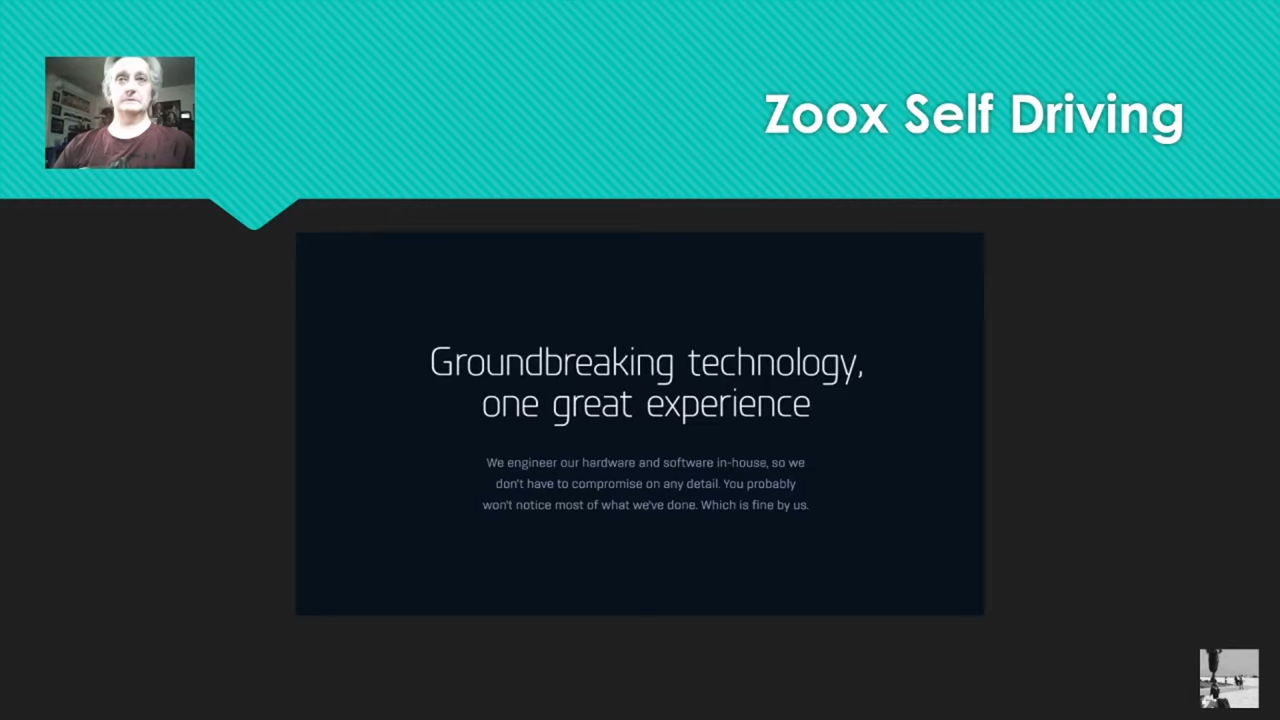 Zoox Self Driving
Groundbreaking technology,
one great experience
We engineer our hardware and software in-house, so we
don't have to compromise on any detail. You probably
won't notice most of what we've done. Which is fine by us.